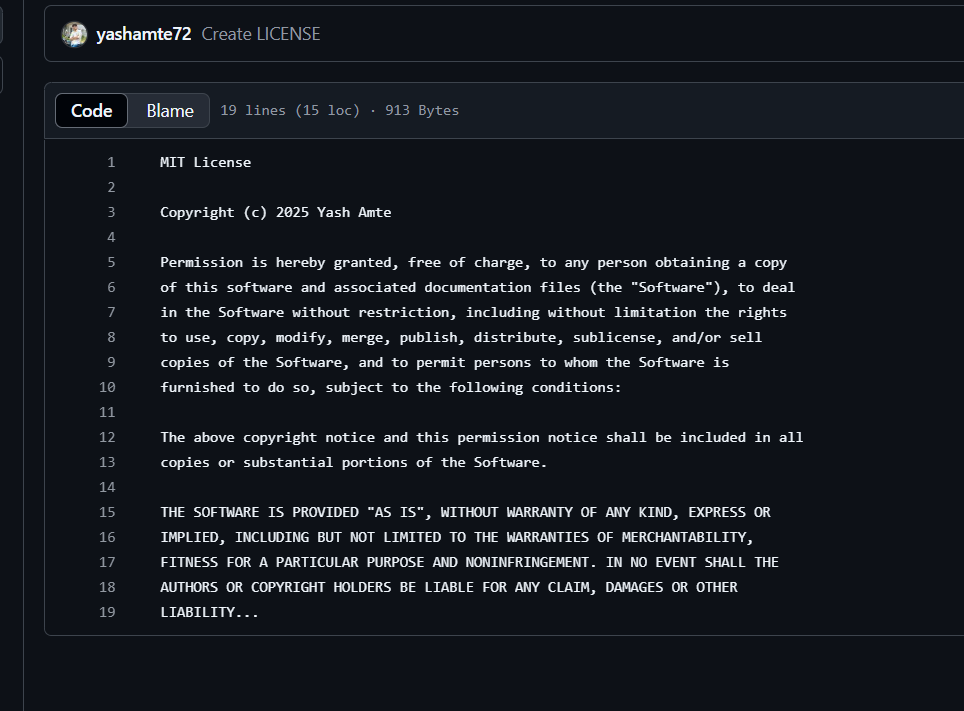 yashamte72 Create LICENSE
Code Blame 19 lines (15 loc) · 913 Bytes
1 MIT License
2
3 Copyright (c) 2025 Yash Amte
4
5 Permission is hereby granted, free of charge, to any person obtaining a copy
6 of this software and associated documentation files (the "Software"), to deal
7 in the Software without restriction, including without limitation the rights
8 to use, copy, modify, merge, publish, distribute, sublicense, and/or sell
9 copies of the Software, and to permit persons to whom the Software is
10 furnished to do so, subject to the following conditions:
11
12 The above copyright notice and this permission notice shall be included in all
13 copies or substantial portions of the Software.
14
15 THE SOFTWARE IS PROVIDED "AS IS", WITHOUT WARRANTY OF ANY KIND, EXPRESS OR
16 IMPLIED, INCLUDING BUT NOT LIMITED TO THE WARRANTIES OF MERCHANTABILITY,
17 FITNESS FOR A PARTICULAR PURPOSE AND NONINFRINGEMENT. IN NO EVENT SHALL THE
18 AUTHORS OR COPYRIGHT HOLDERS BE LIABLE FOR ANY CLAIM, DAMAGES OR OTHER
19 LIABILITY...